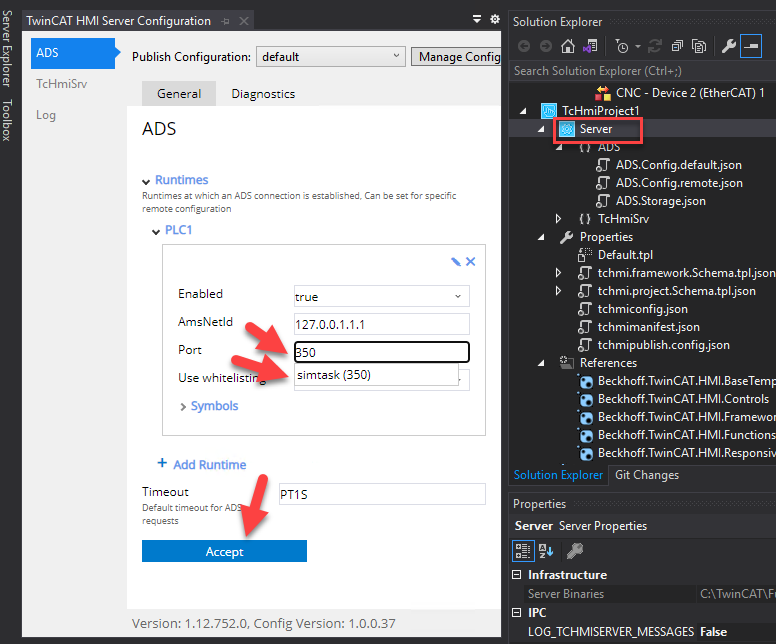 Server Explorer
Toolbox
TwinCAT HMI Server Configuration
ADS
TcHmiSrv
Log
Publish Configuration:
default
Manage Config
General
Diagnostics
ADS
Runtimes
Runtimes at which an ADS connection is established, Can be set for specific
remote configuration
PLC1
Enabled
true
AmsNetId
127.0.0.1.1.1
Port
350
simtask (350)
Use whitelisting
Symbols
+ Add Runtime
Timeout
PT1S
Default timeout for ADS
requests
Accept
Version: 1.12.752.0, Config Version: 1.0.0.37
Solution Explorer
Search Solution Explorer (Ctrl+;)
CNC - Device 2 (EtherCAT) 1
TcHmiProject1
Server
{} ADS
ADS.Config.default.json
ADS.Config.remote.json
ADS.Storage.json
{} TcHmiSrv
Properties
Default.tpl
tchmi.framework.Schema.tpl.json
tchmi.project.Schema.tpl.json
tchmiconfig.json
tchmimanifest.json
tchmipublish.config.json
References
Beckhoff.TwinCAT.HMI.BaseTemp
Beckhoff.TwinCAT.HMI.Controls
Beckhoff.TwinCAT.HMI.Framewor
Beckhoff.TwinCAT.HMI.Functions
Beckhoff.TwinCAT.HMI.Responsiv
Solution Explorer
Git Changes
Properties
Server Server Properties
Infrastructure
Server Binaries
C:\TwinCAT\Fu
IPC
LOG_TCHMISERVER_MESSAGES
False